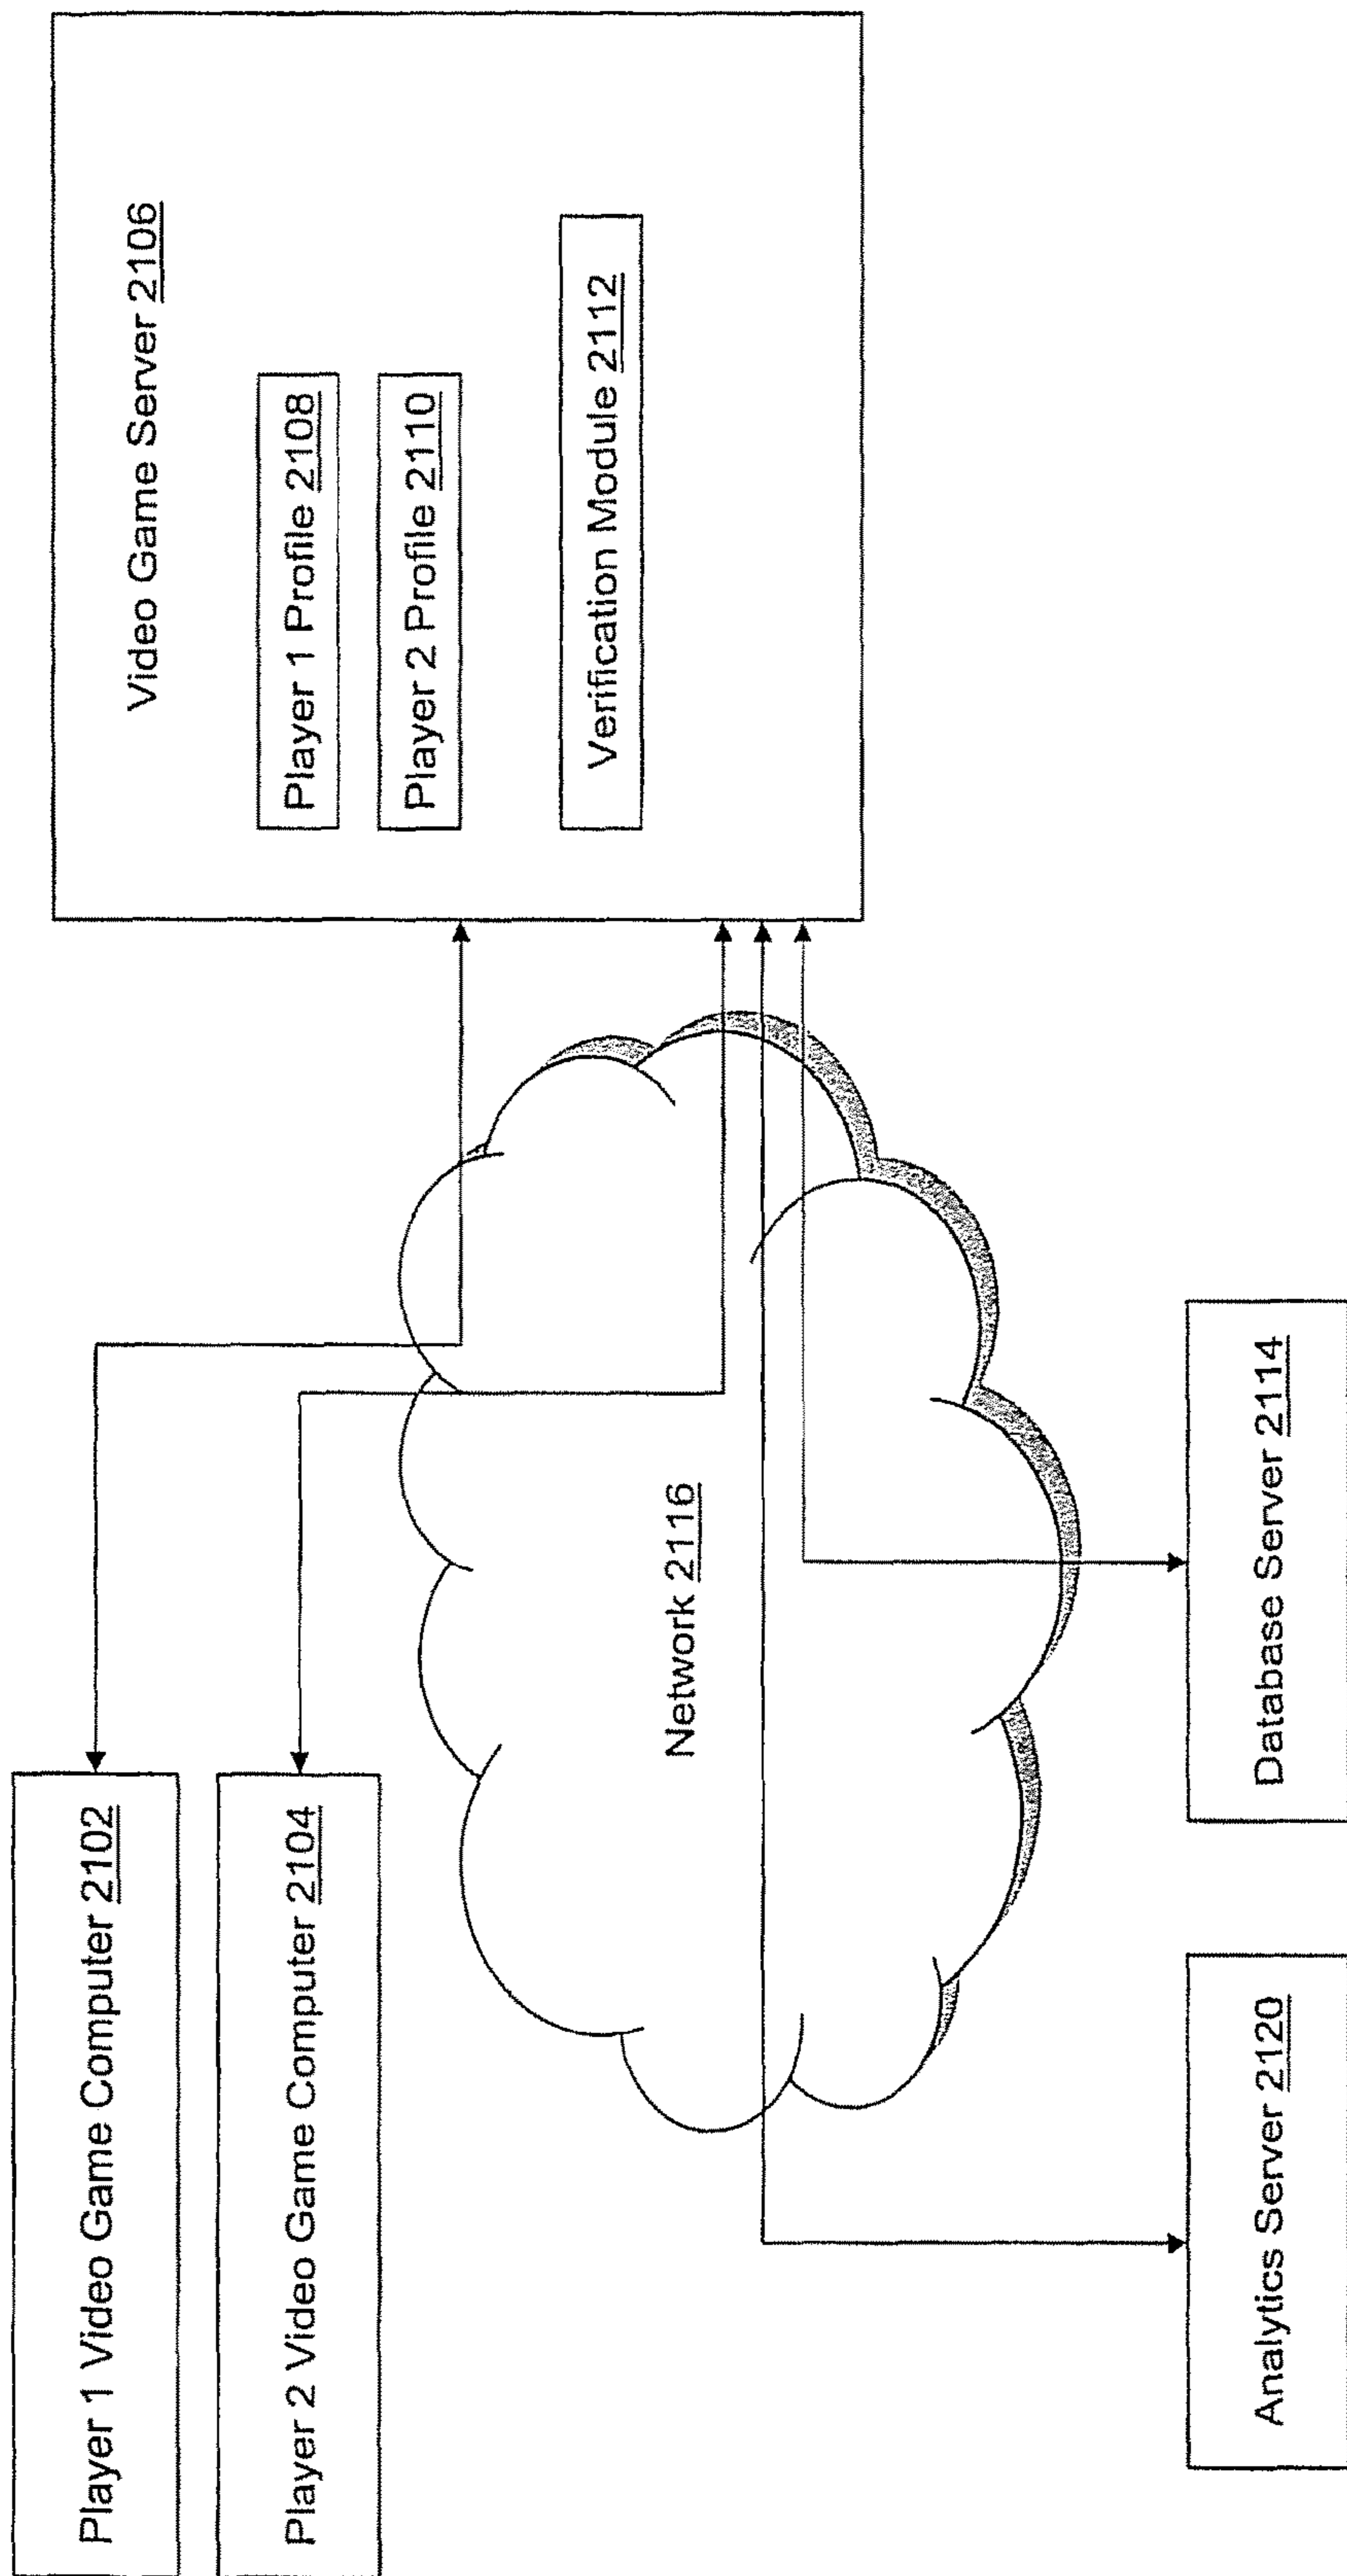 Player 1 Video Game Computer 2102
Player 2 Video Game Computer 2104
Video Game Server 2106
Player 1 Profile 2108
Player 2 Profile 2110
Verification Module 2112
Network 2116
Analytics Server 2120
Database Server 2114